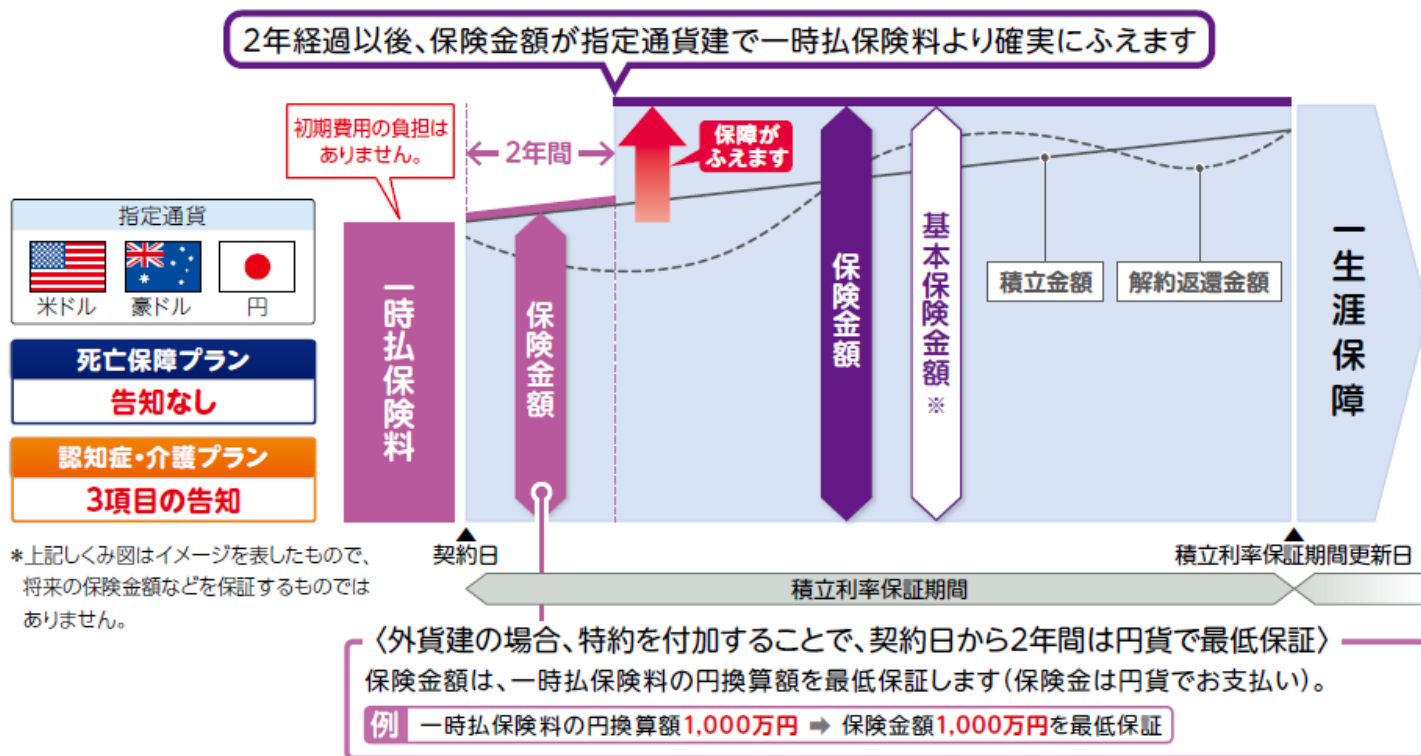 2年経過以後、保険金額が指定通貨建で一時払保険料より確実にふえます
初期費用の負担は
ありません。
2年間
保障が
ふえます
指定通貨
米ドル
豪ドル
円
死亡保障プラン
告知なし
認知症・介護プラン
3項目の告知
*上記しくみ図はイメージを表したもので、
将来の保険金額などを保証するものでは
ありません。
一時払保険料
保険金額
保険金額
基本保険金額※
積立金額
解約返還金額
一生涯保障
契約日
積立利率保証期間更新日
積立利率保証期間
〈外貨建の場合、特約を付加することで、契約日から2年間は円貨で最低保証〉
保険金額は、一時払保険料の円換算額を最低保証します(保険金は円貨でお支払い)。
例 一時払保険料の円換算額1,000万円 ➡ 保険金額1,000万円を最低保証